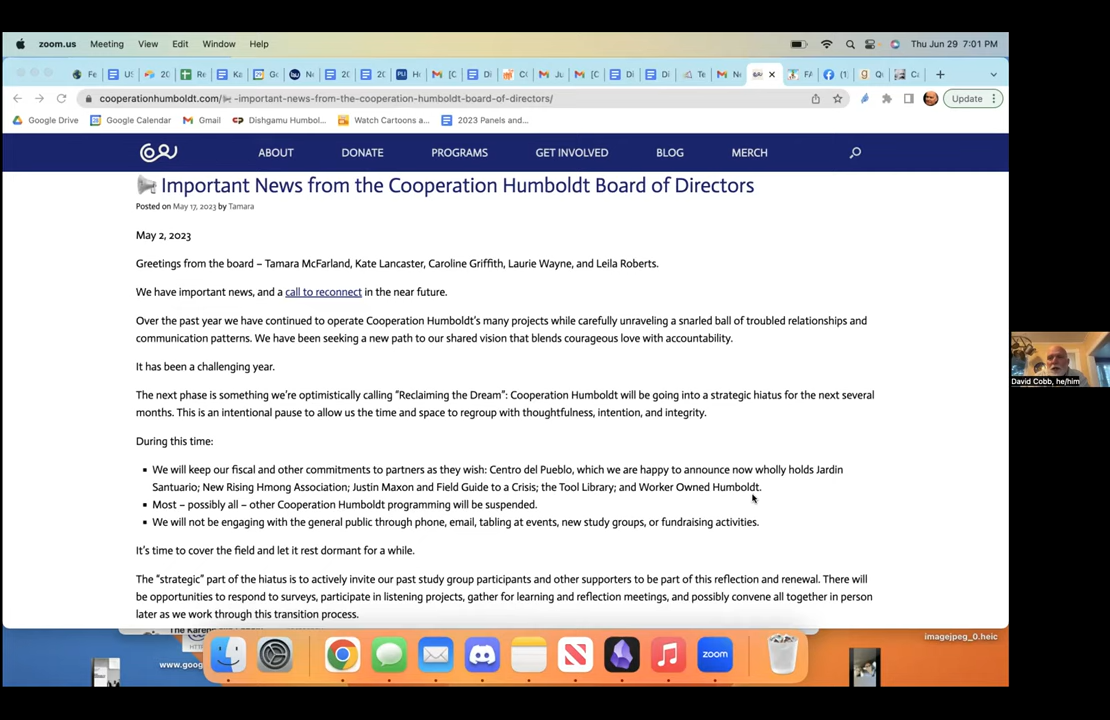 zoom.us Meeting View Edit Window Help Thu Jun 29 7:01 PM
cooperationhumboldt.com/ -important-news-from-the-cooperation-humboldt-board-of-directors/ Update
Google Drive Google Calendar Gmail Dishgamu Humbol... Watch Cartoons a... 2023 Panels and...
ABOUT DONATE PROGRAMS GET INVOLVED BLOG MERCH
Important News from the Cooperation Humboldt Board of Directors
Posted on May 17, 2023 by Tamara
May 2, 2023
Greetings from the board – Tamara McFarland, Kate Lancaster, Caroline Griffith, Laurie Wayne, and Leila Roberts.
We have important news, and a call to reconnect in the near future.
Over the past year we have continued to operate Cooperation Humboldt's many projects while carefully unraveling a snarled ball of troubled relationships and
communication patterns. We have been seeking a new path to our shared vision that blends courageous love with accountability.
It has been a challenging year.
The next phase is something we're optimistically calling "Reclaiming the Dream": Cooperation Humboldt will be going into a strategic hiatus for the next several
months. This is an intentional pause to allow us the time and space to regroup with thoughtfulness, intention, and integrity.
During this time:
We will keep our fiscal and other commitments to partners as they wish: Centro del Pueblo, which we are happy to announce now wholly holds Jardin
Santuario; New Rising Hmong Association; Justin Maxon and Field Guide to a Crisis; the Tool Library; and Worker Owned Humboldt.
Most – possibly all – other Cooperation Humboldt programming will be suspended.
We will not be engaging with the general public through phone, email, tabling at events, new study groups, or fundraising activities.
It's time to cover the field and let it rest dormant for a while.
The "strategic" part of the hiatus is to actively invite our past study group participants and other supporters to be part of this reflection and renewal. There will
be opportunities to respond to surveys, participate in listening projects, gather for learning and reflection meetings, and possibly convene all together in person
later as we work through this transition process.
David Cobb, he/him
imagejpeg_0.heic
www.goog
zoom